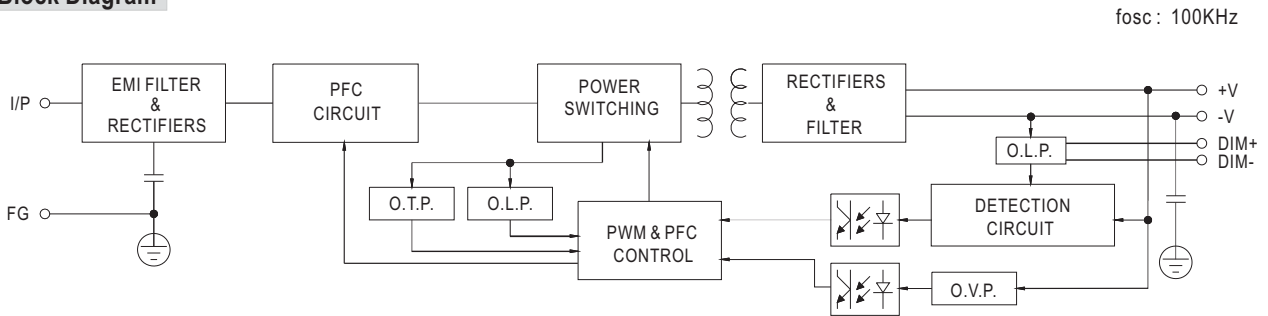 Block Diagram
fosc : 100KHz
I/P
EMI FILTER
&
RECTIFIERS
PFC
CIRCUIT
POWER
SWITCHING
RECTIFIERS
&
FILTER
+V
-V
DIM+
DIM-
O.L.P.
FG
O.T.P.
O.L.P.
PWM & PFC
CONTROL
DETECTION
CIRCUIT
O.V.P.